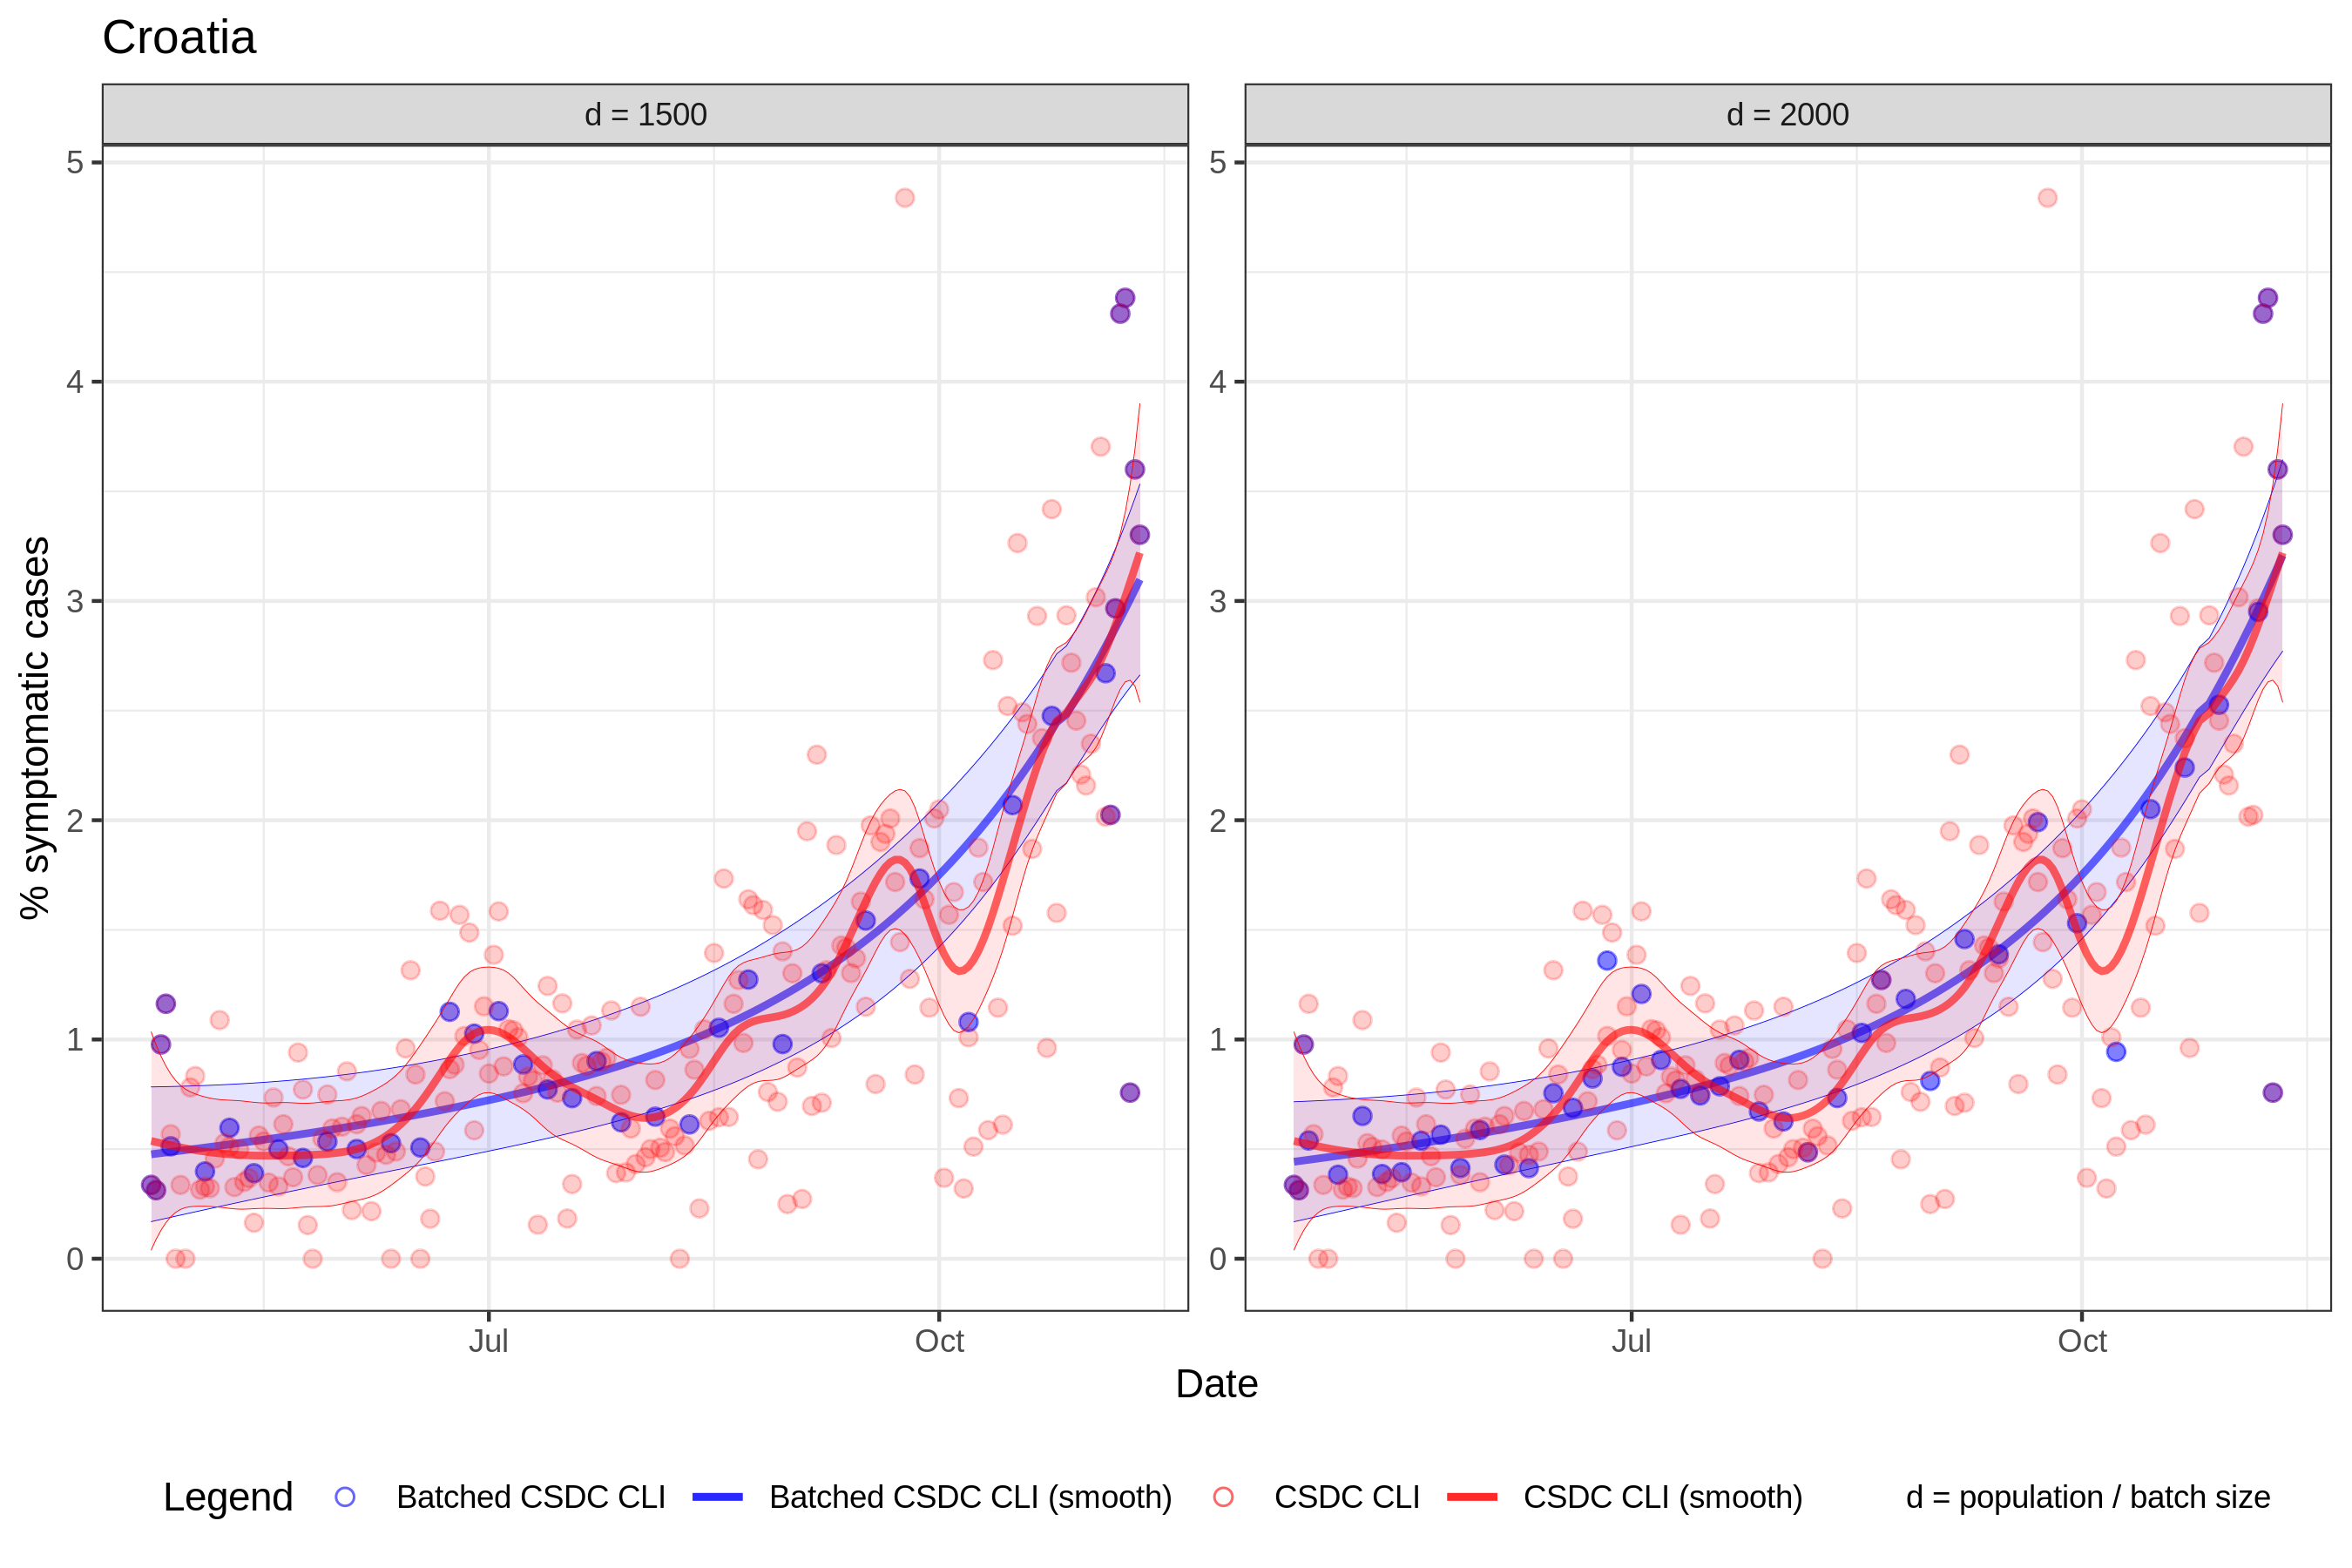 Croatia
d = 1500
d = 2000
5
4
3
2
1
0
5
4
3
2
1
0
% symptomatic cases
Jul
Oct
Jul
Oct
Date
Legend
Batched CSDC CLI
Batched CSDC CLI (smooth)
CSDC CLI
CSDC CLI (smooth)
d = population / batch size